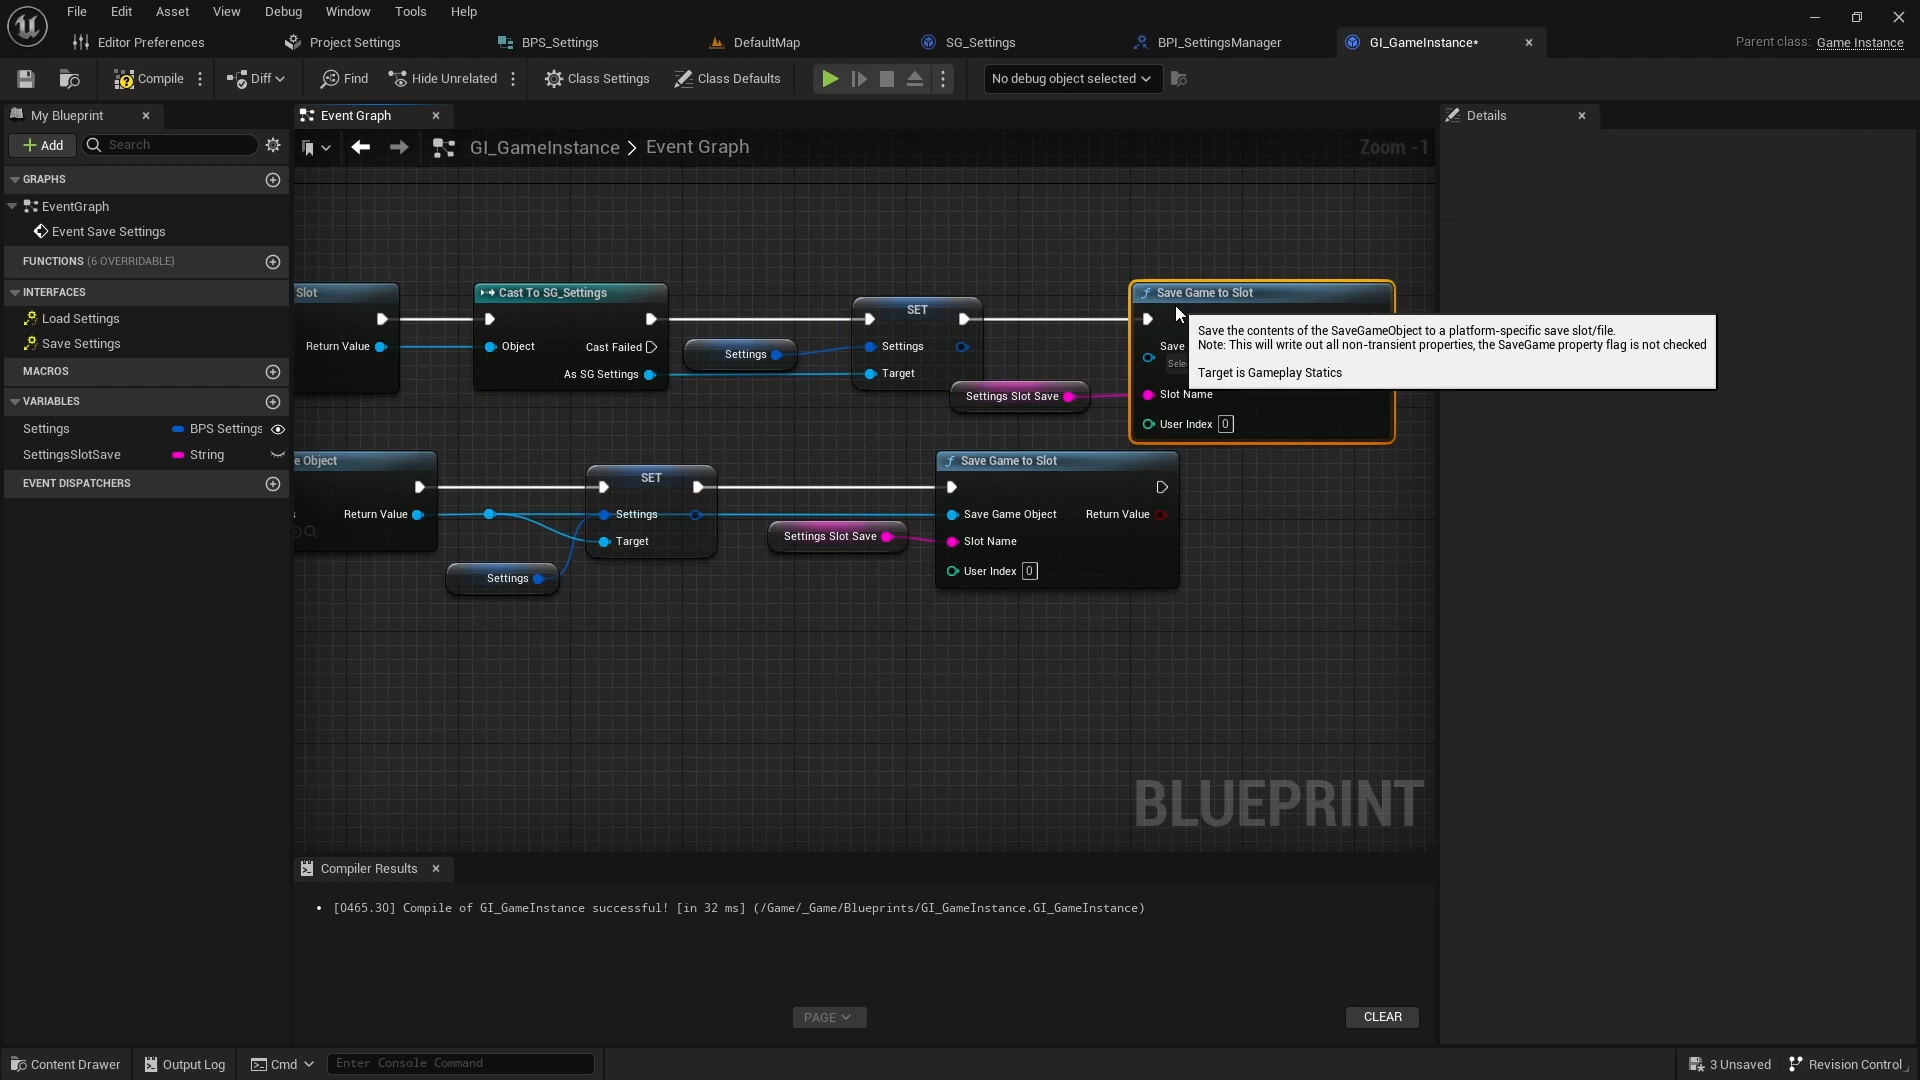 File Edit Asset View Debug Window Tools Help
Editor Preferences Project Settings BPS_Settings DefaultMap SG_Settings BPI_SettingsManager GI_GameInstance* Parent class: Game Instance
Compile Diff Find Hide Unrelated Class Settings Class Defaults No debug object selected
My Blueprint Event Graph Details
Add Search GI_GameInstance > Event Graph Zoom -1
GRAPHS
EventGraph
Event Save Settings
FUNCTIONS (6 OVERRIDABLE)
INTERFACES
Load Settings
Save Settings
MACROS
VARIABLES
Settings BPS Settings
SettingsSlotSave String
EVENT DISPATCHERS
Slot
Return Value
Cast To SG_Settings
Object Cast Failed
As SG Settings
Settings
SET
Settings
Target
Settings Slot Save
Save Game to Slot
Save
Slot Name
User Index 0
Save the contents of the SaveGameObject to a platform-specific save slot/file.
Note: This will write out all non-transient properties, the SaveGame property flag is not checked
Target is Gameplay Statics
e Object
Return Value
Settings
SET
Settings
Target
Settings Slot Save
Save Game to Slot
Save Game Object Return Value
Slot Name
User Index 0
BLUEPRINT
Compiler Results
[0465.30] Compile of GI_GameInstance successful! [in 32 ms] (/Game/_Game/Blueprints/GI_GameInstance.GI_GameInstance)
PAGE CLEAR
Content Drawer Output Log Cmd Enter Console Command 3 Unsaved Revision Control